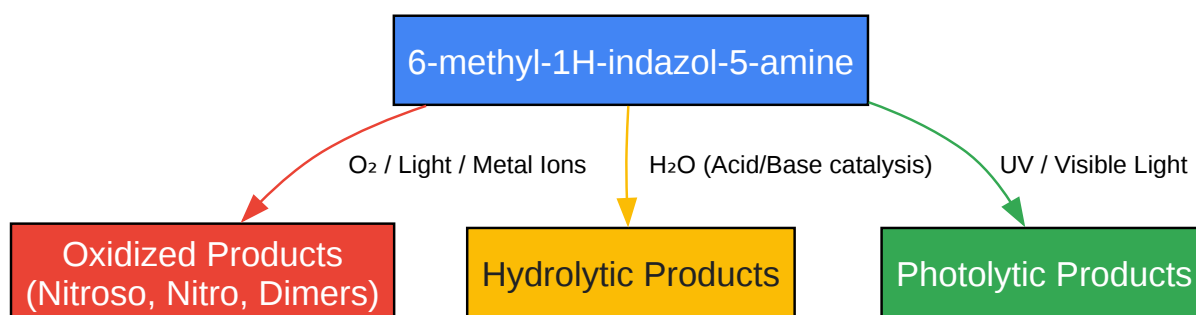 6-methyl-1H-indazol-5-amine
O₂ / Light / Metal Ions
H₂O (Acid/Base catalysis)
UV / Visible Light
Oxidized Products
(Nitroso, Nitro, Dimers)
Hydrolytic Products
Photolytic Products